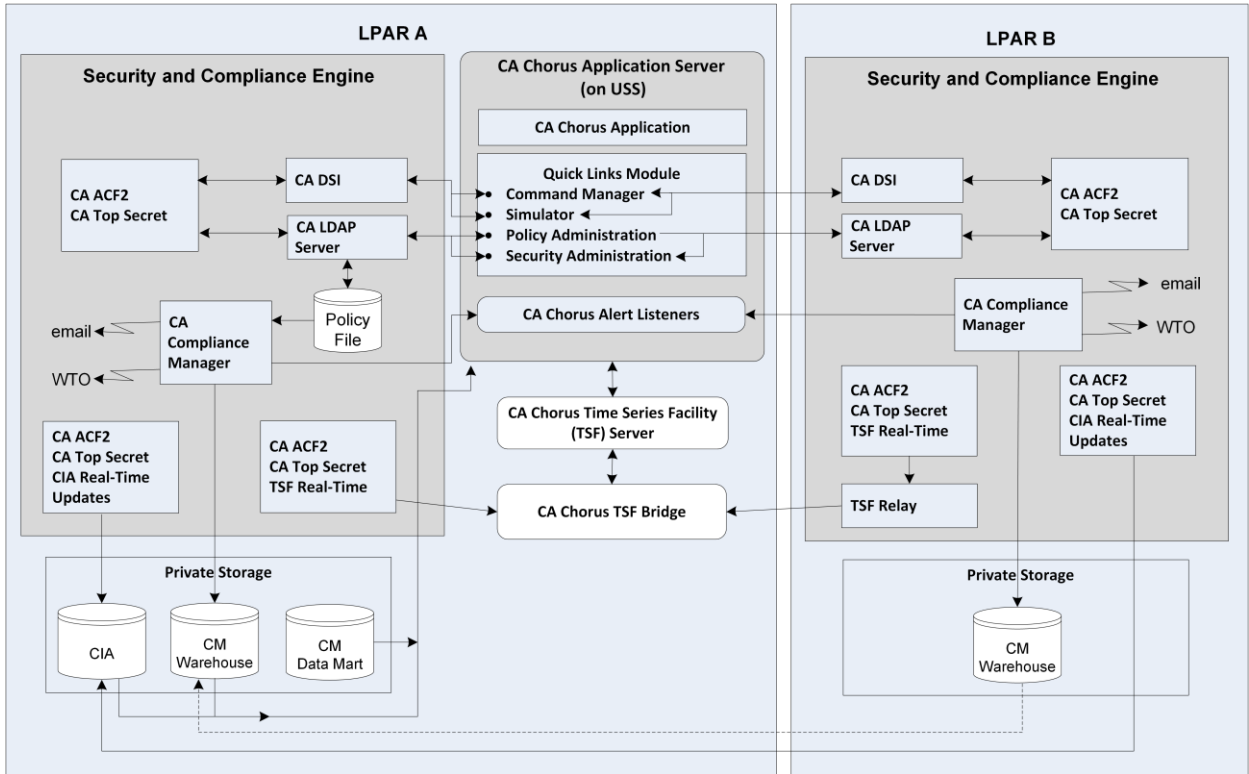 LPAR A
Security and Compliance Engine
CA ACF2
CA Top Secret
CA DSI
CA LDAP
Server
Policy
File
email
WTO
CA
Compliance
Manager
CA ACF2
CA Top Secret
CIA Real-Time
Updates
CA ACF2
CA Top Secret
TSF Real-Time
Private Storage
CIA
CM
Warehouse
CM
Data Mart
CA Chorus Application Server
(on USS)
CA Chorus Application
Quick Links Module
Command Manager
Simulator
Policy Administration
Security Administration
CA Chorus Alert Listeners
CA Chorus Time Series Facility
(TSF) Server
CA Chorus TSF Bridge
LPAR B
Security and Compliance Engine
CA DSI
CA LDAP
Server
CA ACF2
CA Top Secret
CA Compliance
Manager
email
WTO
CA ACF2
CA Top Secret
TSF Real-Time
TSF Relay
CA ACF2
CA Top Secret
CIA Real-Time
Updates
Private Storage
CM
Warehouse